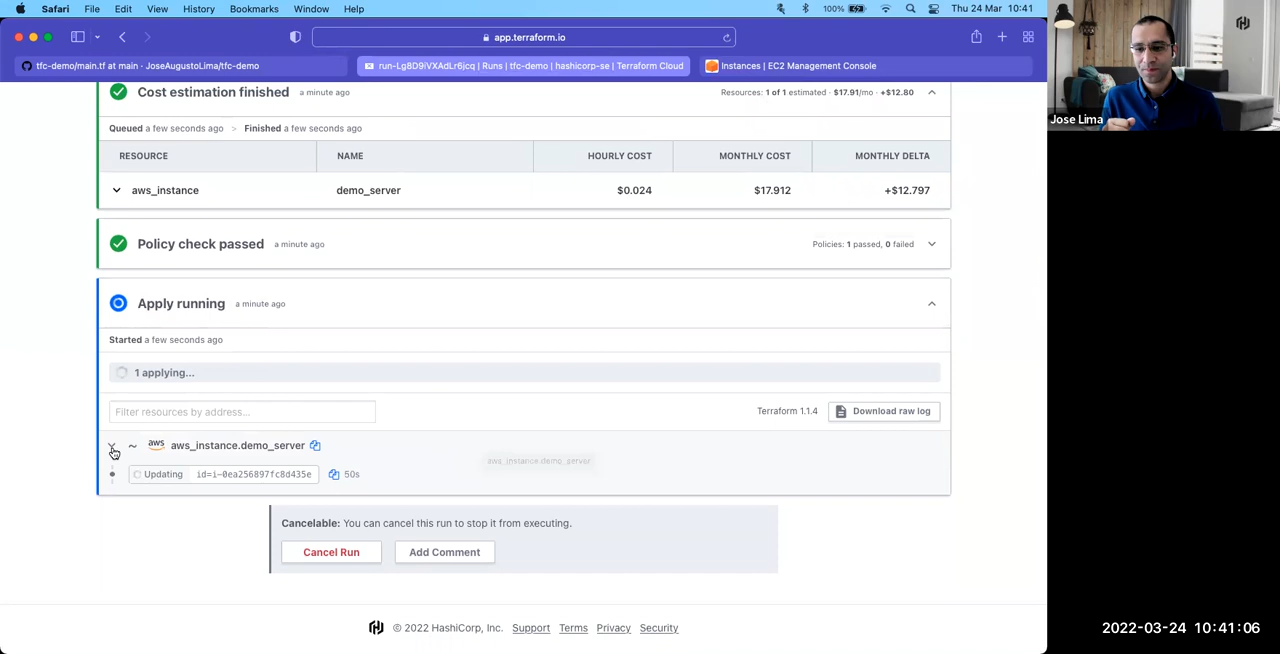 Safari File Edit View History Bookmarks Window Help 100% Thu 24 Mar 10:41
app.terraform.io
tfc-demo/main.tf at main · JoseAugustoLima/tfc-demo run-Lg8D9iVXAdLr6jcq | Runs | tfc-demo | hashicorp-se | Terraform Cloud Instances | EC2 Management Console
Jose Lima
Cost estimation finished a minute ago Resources: 1 of 1 estimated · $17.91/mo · +$12.80
Queued a few seconds ago > Finished a few seconds ago
RESOURCE NAME HOURLY COST MONTHLY COST MONTHLY DELTA
aws_instance demo_server $0.024 $17.912 +$12.797
Policy check passed a minute ago Policies: 1 passed, 0 failed
Apply running a minute ago
Started a few seconds ago
1 applying...
Filter resources by address... Terraform 1.1.4 Download raw log
~ aws aws_instance.demo_server
aws_instance.demo_server
Updating id=i-0ea256897fc8d435e 50s
Cancelable: You can cancel this run to stop it from executing.
Cancel Run Add Comment
© 2022 HashiCorp, Inc. Support Terms Privacy Security
2022-03-24 10:41:06